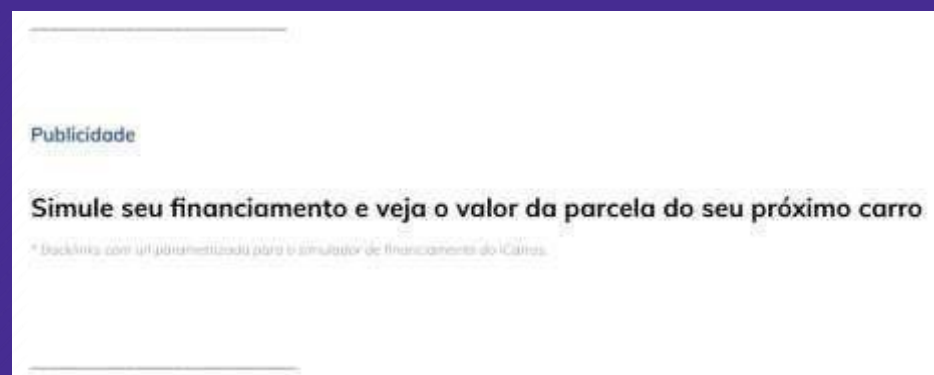 Publicidade
Simule seu financiamento e veja o valor da parcela do seu próximo carro
* Backlinks com url parametrizada para o simulador de financiamento do iCarros.